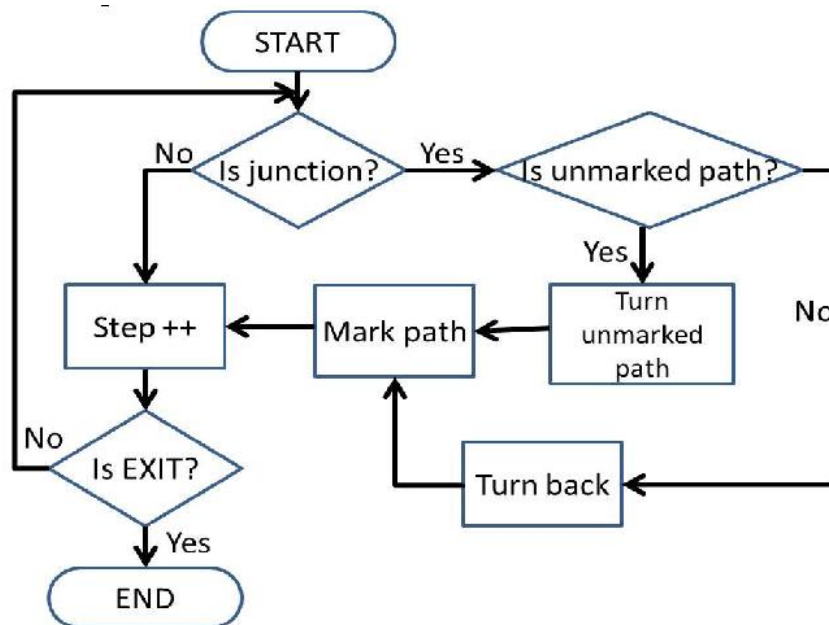 START
No
Is junction?
Yes
Is unmarked path?
Yes
Step ++
Mark path
Turn
unmarked
path
No
No
Is EXIT?
Turn back
Yes
END